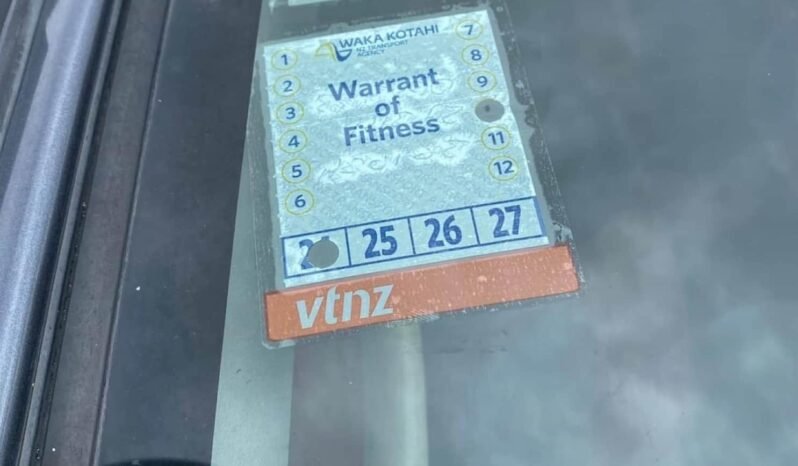 WAKA KOTAHI
NZ TRANSPORT
AGENCY
Warrant
of
Fitness
1
2
3
4
5
6
7
8
9
11
12
25 26 27
vtnz